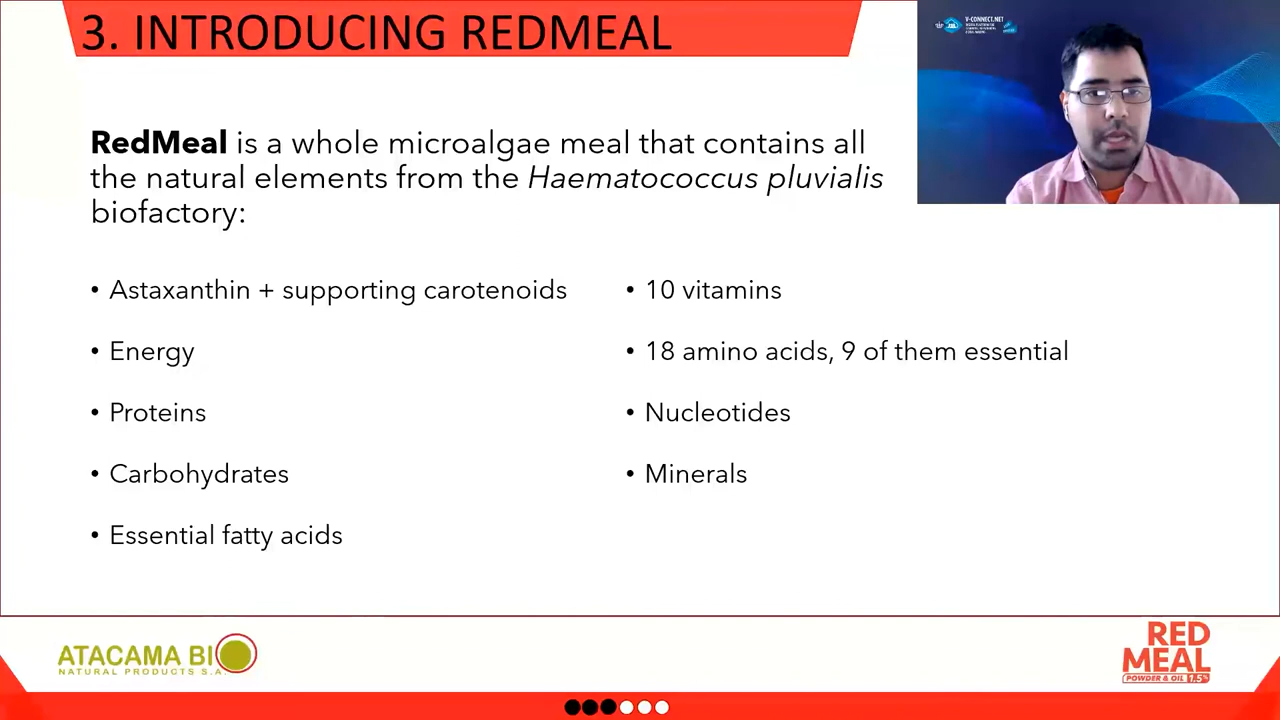 3. INTRODUCING REDMEAL
V-CONNECT.NET
RedMeal is a whole microalgae meal that contains all
the natural elements from the Haematococcus pluvialis
biofactory:
• Astaxanthin + supporting carotenoids
• Energy
• Proteins
• Carbohydrates
• Essential fatty acids
• 10 vitamins
• 18 amino acids, 9 of them essential
• Nucleotides
• Minerals
ATACAMA BIO
NATURAL PRODUCTS S.A.
RED
MEAL
POWDER & OIL 1.5%